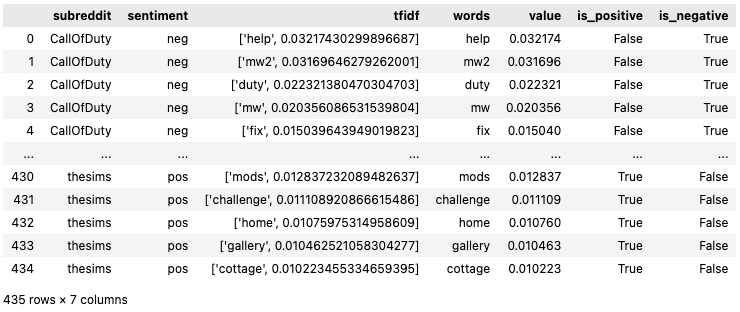 subreddit sentiment tfidf words value is_positive is_negative
0 CallOfDuty neg ['help', 0.03217430299896687] help 0.032174 False True
1 CallOfDuty neg ['mw2', 0.03169646279262001] mw2 0.031696 False True
2 CallOfDuty neg ['duty', 0.022321380470304703] duty 0.022321 False True
3 CallOfDuty neg ['mw', 0.020356086531539804] mw 0.020356 False True
4 CallOfDuty neg ['fix', 0.015039643949019823] fix 0.015040 False True
... ... ... ... ... ... ... ...
430 thesims pos ['mods', 0.012837232089482637] mods 0.012837 True False
431 thesims pos ['challenge', 0.011108920866615486] challenge 0.011109 True False
432 thesims pos ['home', 0.01075975314958609] home 0.010760 True False
433 thesims pos ['gallery', 0.010462521058304277] gallery 0.010463 True False
434 thesims pos ['cottage', 0.010223455334659395] cottage 0.010223 True False
435 rows × 7 columns